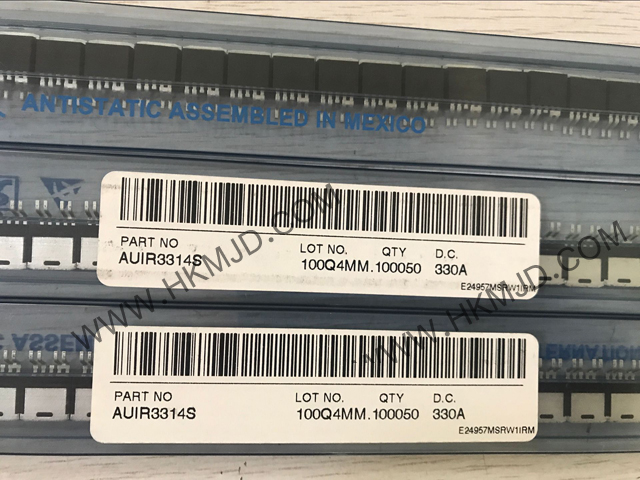 ANTISTATIC ASSEMBLED IN MEXICO
PART NO LOT NO. QTY D.C.
AUIR3314S 100Q4MM.100050 330A
E24957MSRW1IRM
WWW.HKMJD.COM
PART NO LOT NO. QTY D.C.
AUIR3314S 100Q4MM.100050 330A
E24957MSRW1IRM
WWW.HKMJD.COM